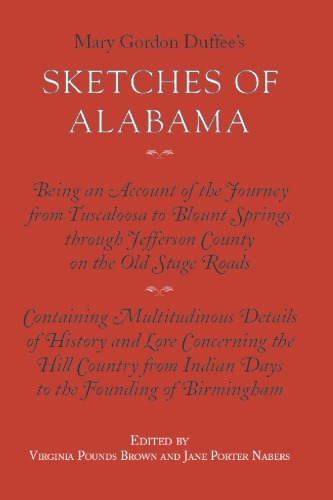 Mary Gordon Duffee's
SKETCHES OF
ALABAMA
Being an Account of the Journey
from Tuscaloosa to Blount Springs
through Jefferson County
on the Old Stage Roads
Containing Multitudinous Details
of History and Lore Concerning the
Hill Country from Indian Days
to the Founding of Birmingham
EDITED BY
VIRGINIA POUNDS BROWN AND JANE PORTER NABERS